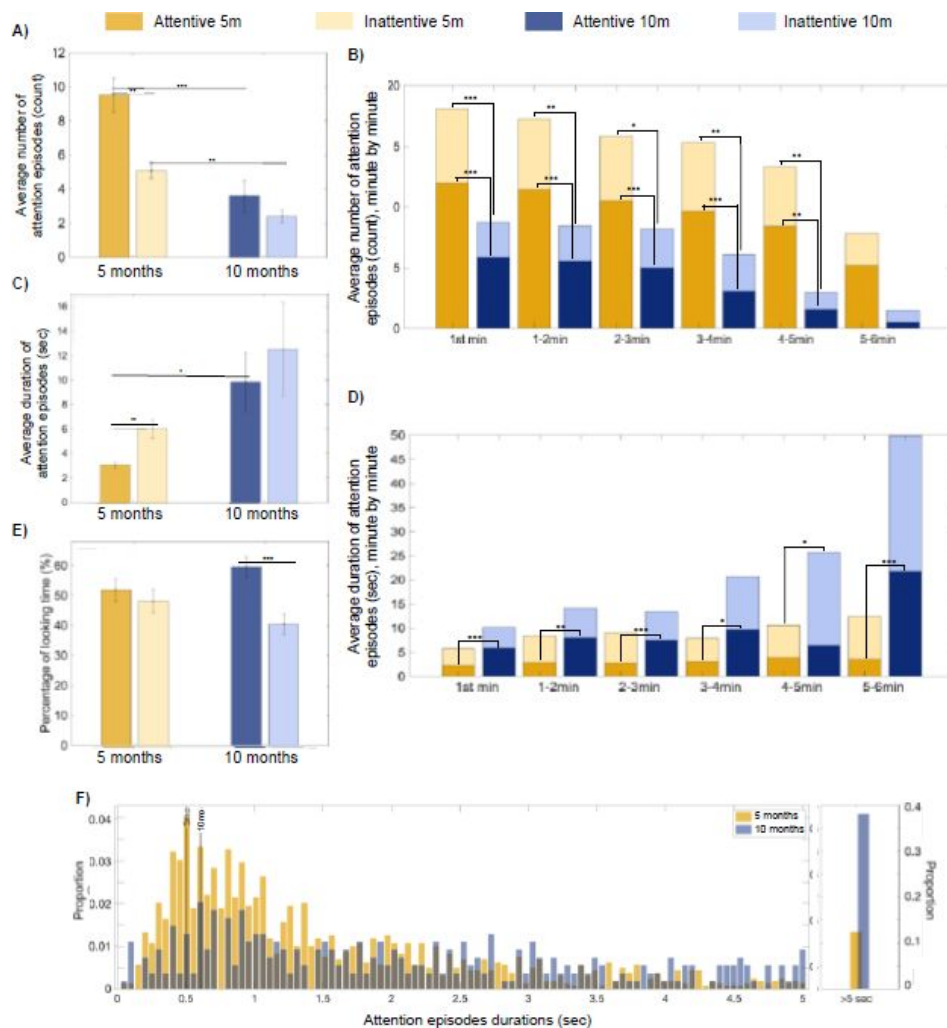 Attentive 5m Inattentive 5m Attentive 10m Inattentive 10m
A)
Average number of attention episodes (count)
12
10
8
6
4
2
0
** ***
**
5 months 10 months
B)
Average number of attention episodes (count), minute by minute
20
5
0
5
0
*** ** * ** **
*** *** *** *** **
1st min 1-2min 2-3min 3-4min 4-5min 5-6min
C)
Average duration of attention episodes (sec)
16
14
12
10
8
6
4
2
0
*
**
5 months 10 months
D)
Average duration of attention episodes (sec), minute by minute
50
45
40
35
30
25
20
15
10
5
0
*** ** *** * * ***
1st min 1-2min 2-3min 3-4min 4-5min 5-6min
E)
Percentage of looking time (%)
60
50
40
30
20
10
0
***
5 months 10 months
F)
Proportion
0.04
0.03
0.02
0.01
0
10mo
5 months
10 months
0 0.5 1 1.5 2 2.5 3 3.5 4 4.5 5
Attention episodes durations (sec)
0.4
0.3
0.2
0.1
0
Proportion
>5 sec